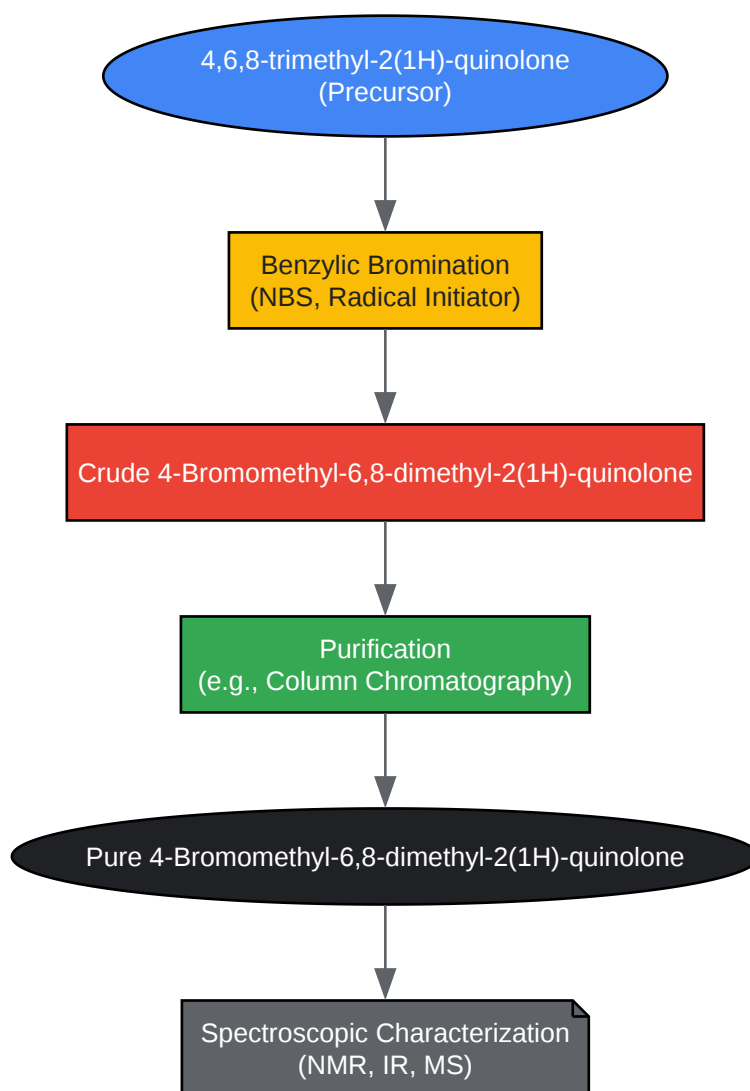 4,6,8-trimethyl-2(1H)-quinolone
(Precursor)
Benzylic Bromination
(NBS, Radical Initiator)
Crude 4-Bromomethyl-6,8-dimethyl-2(1H)-quinolone
Purification
(e.g., Column Chromatography)
Pure 4-Bromomethyl-6,8-dimethyl-2(1H)-quinolone
Spectroscopic Characterization
(NMR, IR, MS)